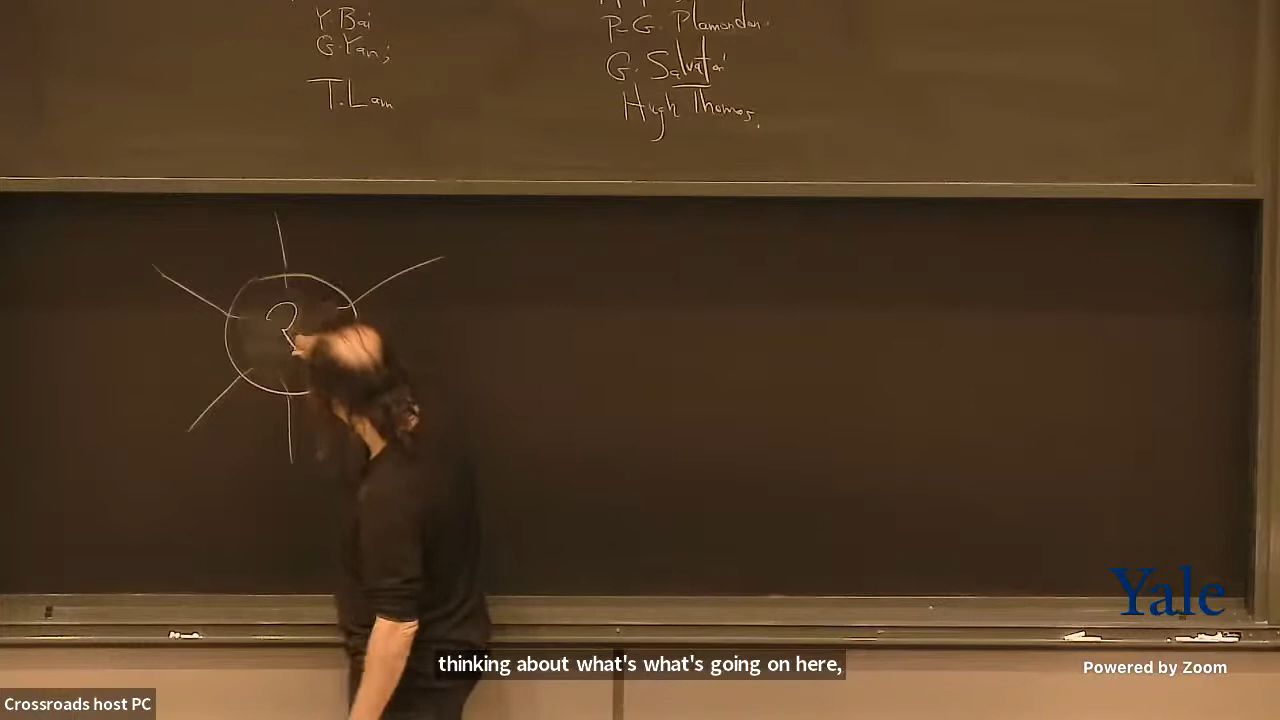 Y. Bai
P-G. Plamondon.
G. Yang
G. Salvatori
T. Lam
Hugh Thomas.
?
Yale
thinking about what's what's going on here,
Powered by Zoom
Crossroads host PC